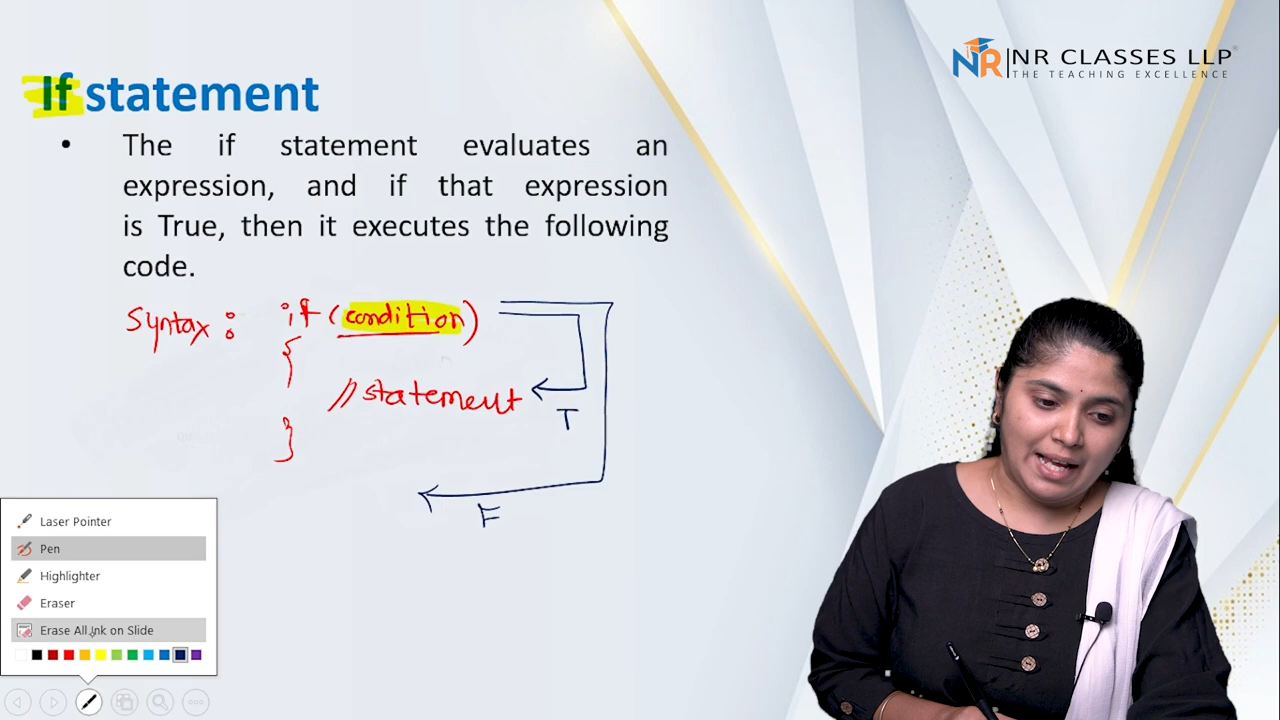 If statement
NR | NR CLASSES LLP
THE TEACHING EXCELLENCE
• The if statement evaluates an
expression, and if that expression
is True, then it executes the following
code.
Syntax : if (condition)
{
//statement
T
}
F
Laser Pointer
Pen
Highlighter
Eraser
Erase All Ink on Slide